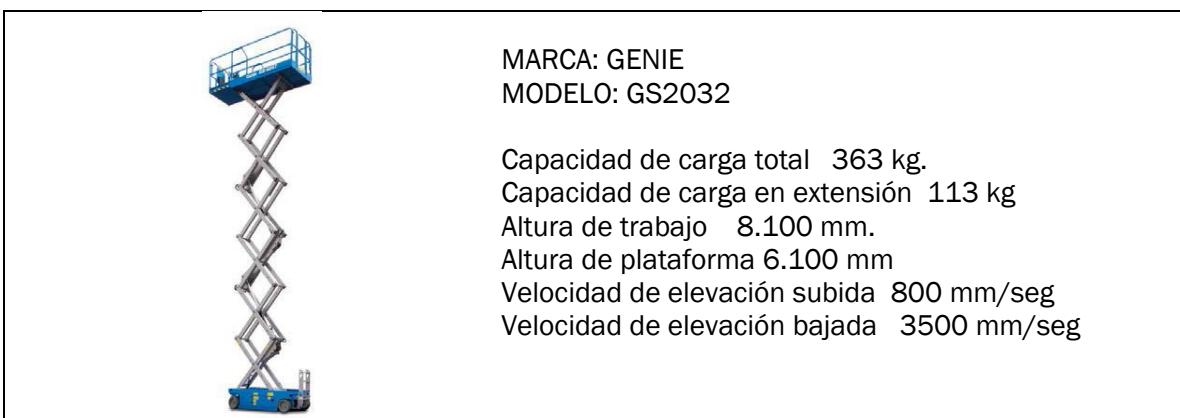 MARCA: GENIE
MODELO: GS2032
Capacidad de carga total 363 kg.
Capacidad de carga en extensión 113 kg
Altura de trabajo 8.100 mm.
Altura de plataforma 6.100 mm
Velocidad de elevación subida 800 mm/seg
Velocidad de elevación bajada 3500 mm/seg